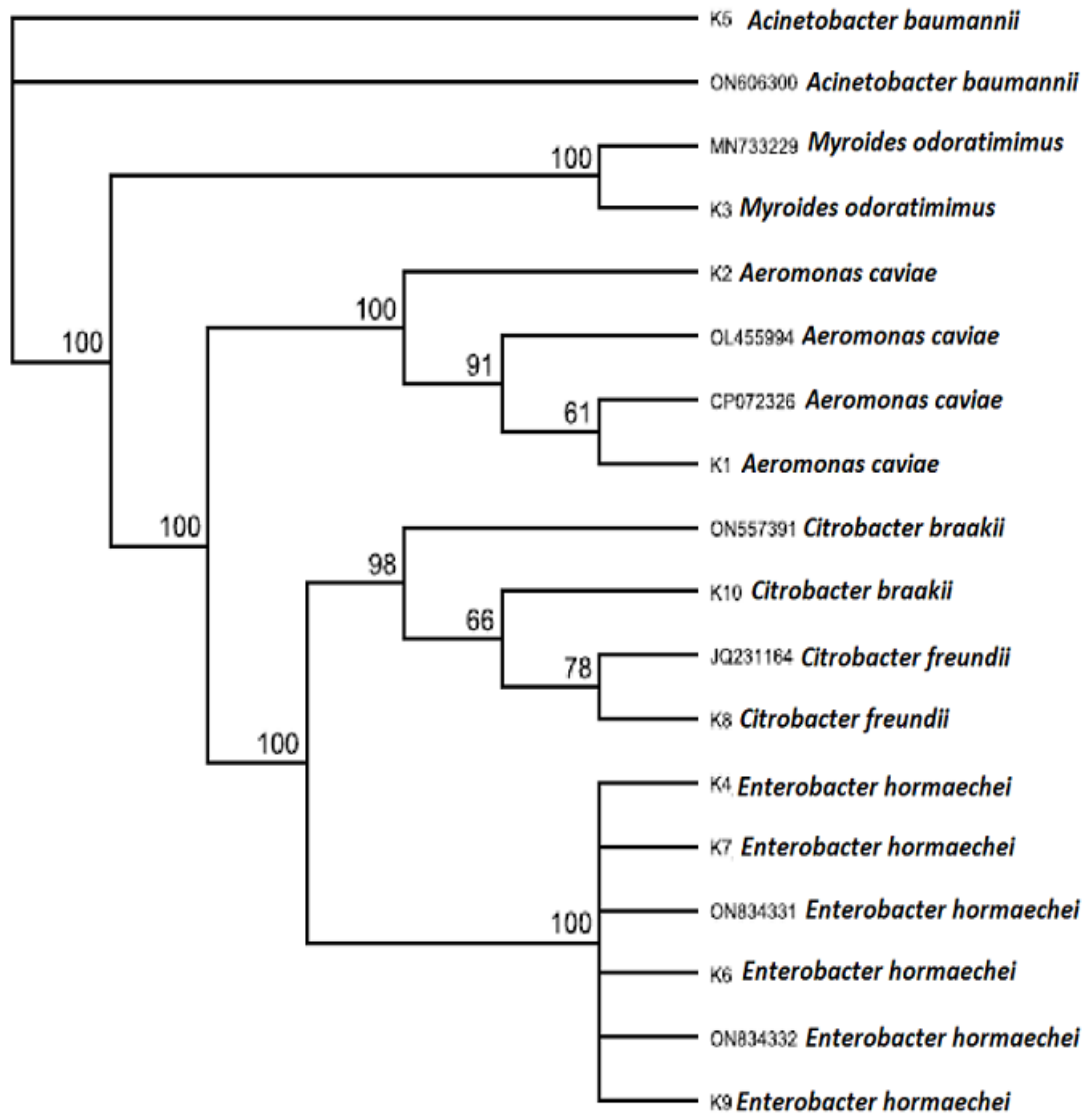 K5 Acinetobacter baumannii
ON606300 Acinetobacter baumannii
100 MN733229 Myroides odoratimimus
K3 Myroides odoratimimus
K2 Aeromonas caviae
100
OL455994 Aeromonas caviae
100
91
CP072326 Aeromonas caviae
61
K1 Aeromonas caviae
100
ON557391 Citrobacter braakii
98
K10 Citrobacter braakii
66
JQ231164 Citrobacter freundii
78
K8 Citrobacter freundii
100
K4 Enterobacter hormaechei
K7 Enterobacter hormaechei
ON834331 Enterobacter hormaechei
100
K6 Enterobacter hormaechei
ON834332 Enterobacter hormaechei
K9 Enterobacter hormaechei